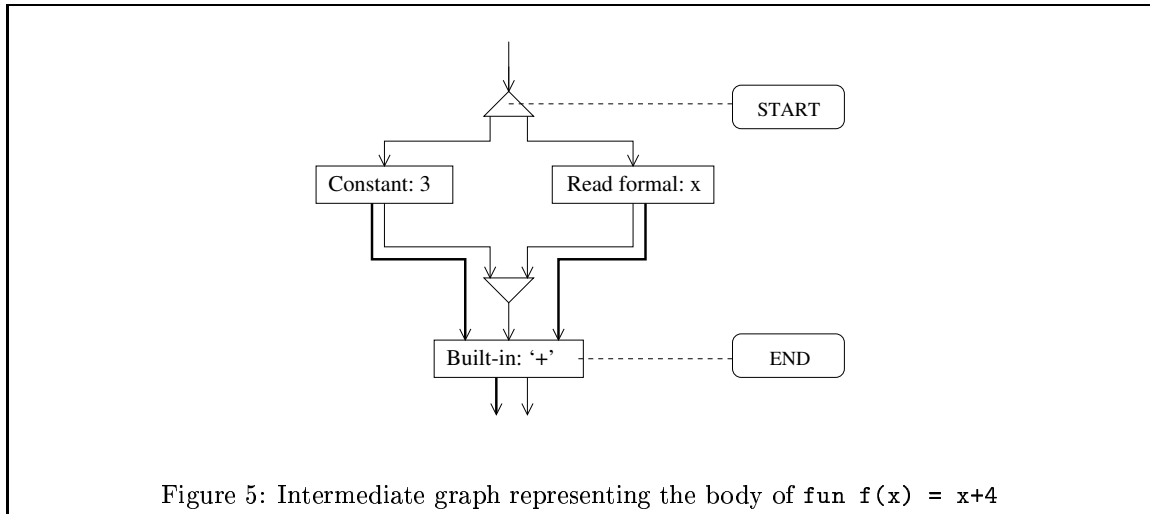 START
Constant: 3
Read formal: x
Built-in: ‘+’
END
Figure 5: Intermediate graph representing the body of fun f(x) = x+4